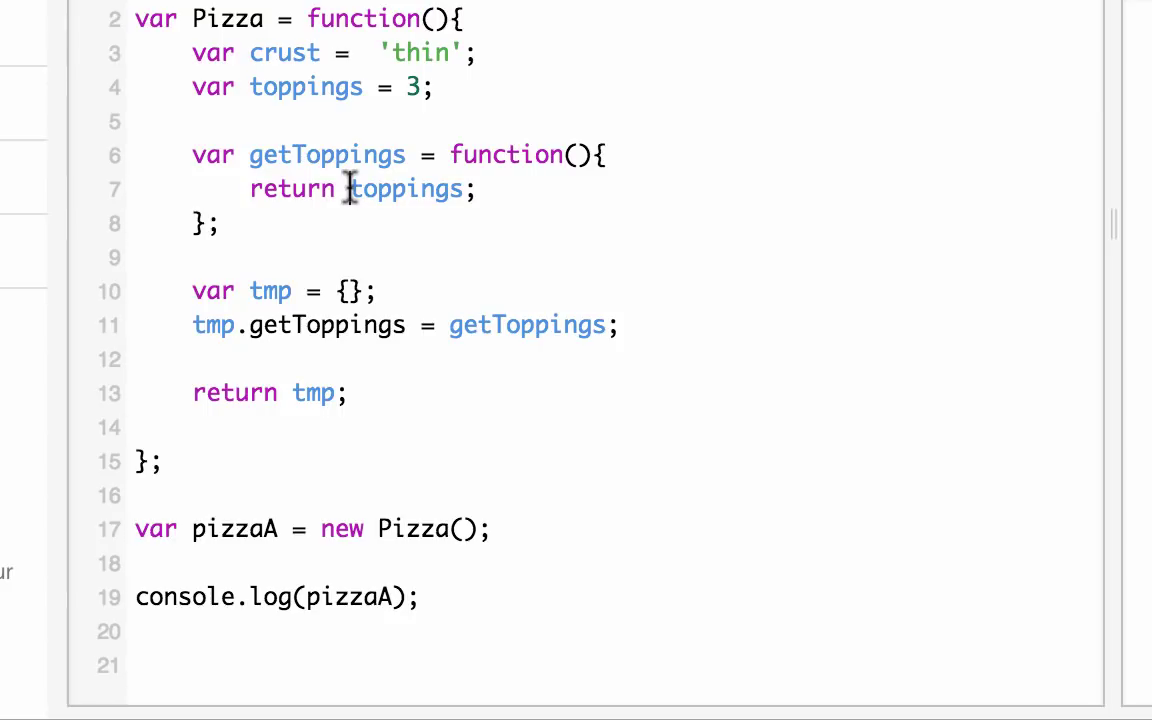 2 var Pizza = function(){
3 var crust =  'thin';
4 var toppings = 3;
5
6 var getToppings = function(){
7 return toppings;
8 };
9
10 var tmp = {};
11 tmp.getToppings = getToppings;
12
13 return tmp;
14
15 };
16
17 var pizzaA = new Pizza();
18
ur
19 console.log(pizzaA);
20
21